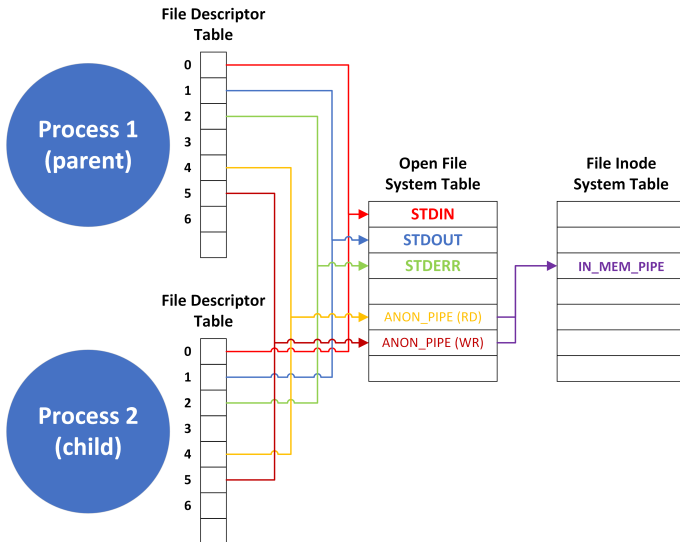 File Descriptor
Table
0
1
2
3
4
5
6
Process 1
(parent)
Open File
System Table
STDIN
STDOUT
STDERR
ANON_PIPE (RD)
ANON_PIPE (WR)
File Inode
System Table
IN_MEM_PIPE
File Descriptor
Table
0
1
2
3
4
5
6
Process 2
(child)